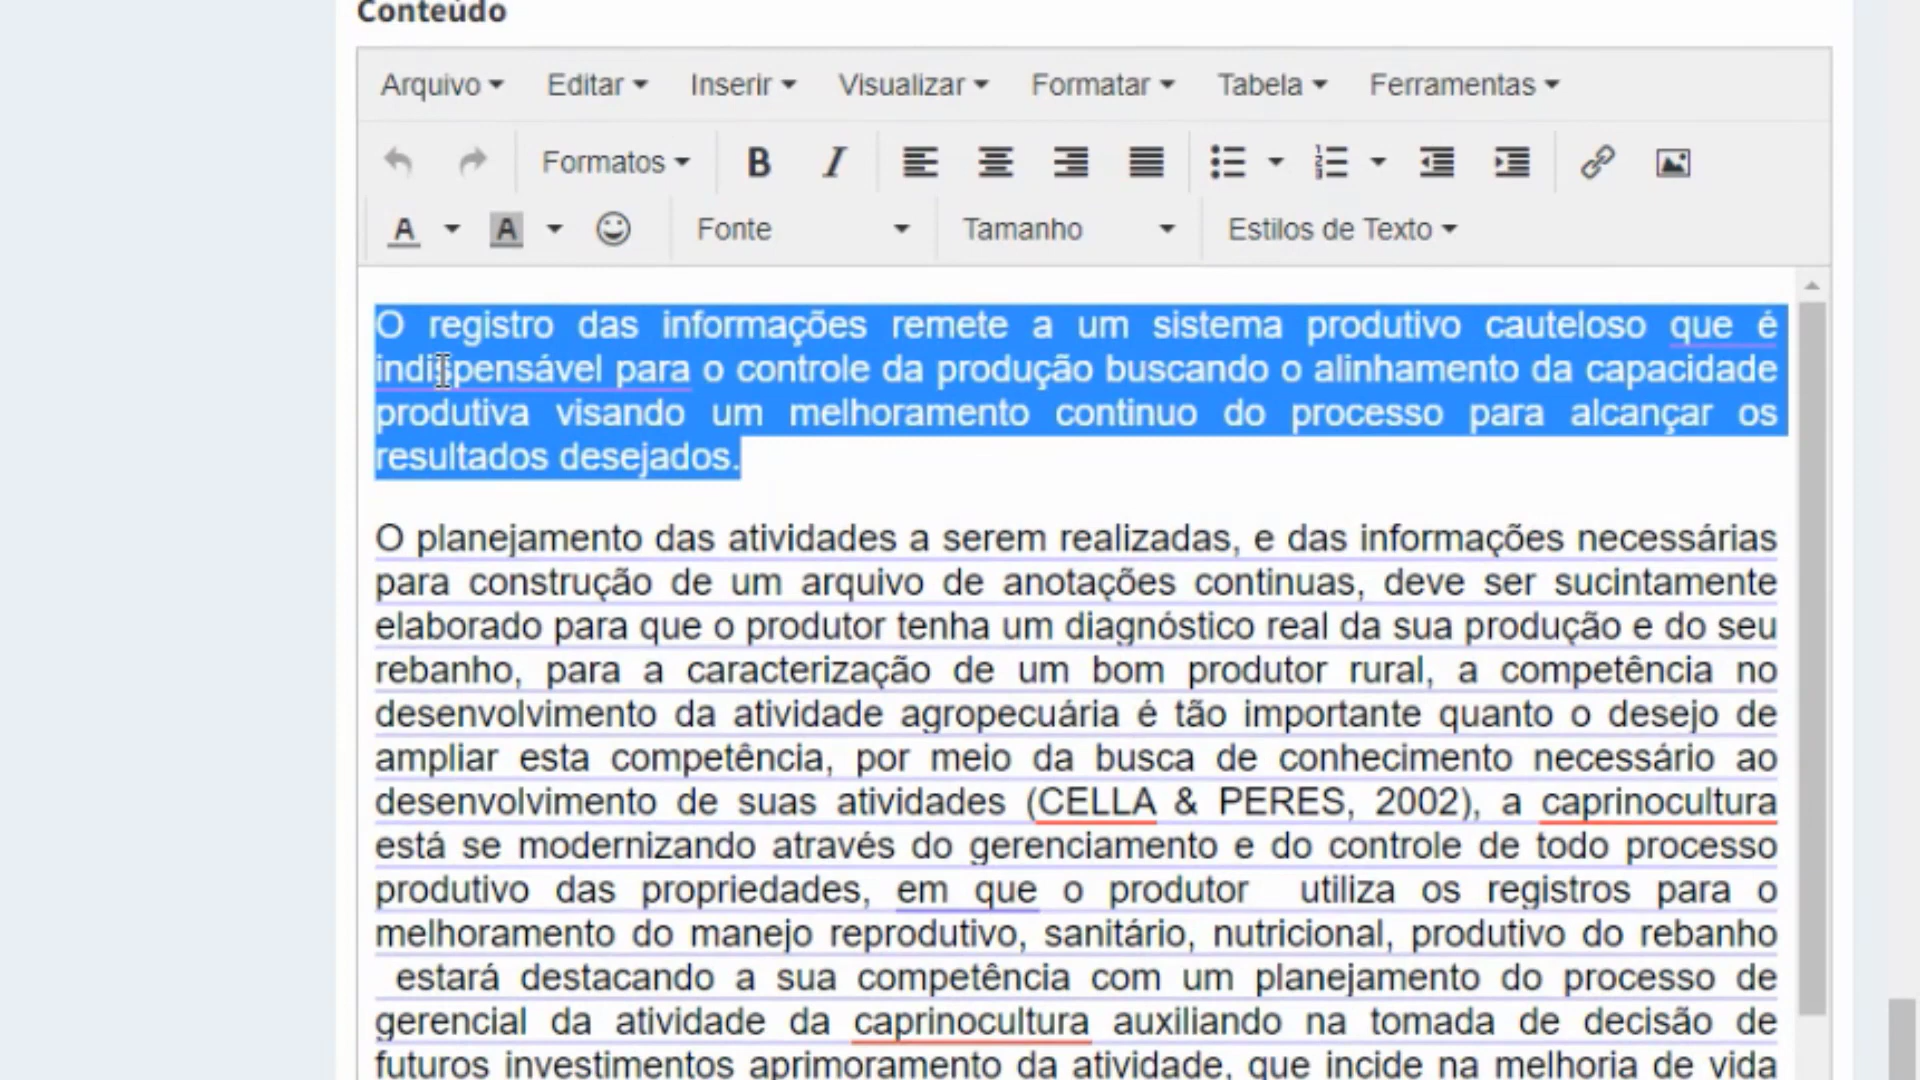 Conteúdo
Arquivo Editar Inserir Visualizar Formatar Tabela Ferramentas
Formatos B I
A A Fonte Tamanho Estilos de Texto
O registro das informações remete a um sistema produtivo cauteloso que é
indispensável para o controle da produção buscando o alinhamento da capacidade
produtiva visando um melhoramento continuo do processo para alcançar os
resultados desejados.
O planejamento das atividades a serem realizadas, e das informações necessárias
para construção de um arquivo de anotações continuas, deve ser sucintamente
elaborado para que o produtor tenha um diagnóstico real da sua produção e do seu
rebanho, para a caracterização de um bom produtor rural, a competência no
desenvolvimento da atividade agropecuária é tão importante quanto o desejo de
ampliar esta competência, por meio da busca de conhecimento necessário ao
desenvolvimento de suas atividades (CELLA & PERES, 2002), a caprinocultura
está se modernizando através do gerenciamento e do controle de todo processo
produtivo das propriedades, em que o produtor utiliza os registros para o
melhoramento do manejo reprodutivo, sanitário, nutricional, produtivo do rebanho
estará destacando a sua competência com um planejamento do processo de
gerencial da atividade da caprinocultura auxiliando na tomada de decisão de
futuros investimentos aprimoramento da atividade, que incide na melhoria de vida